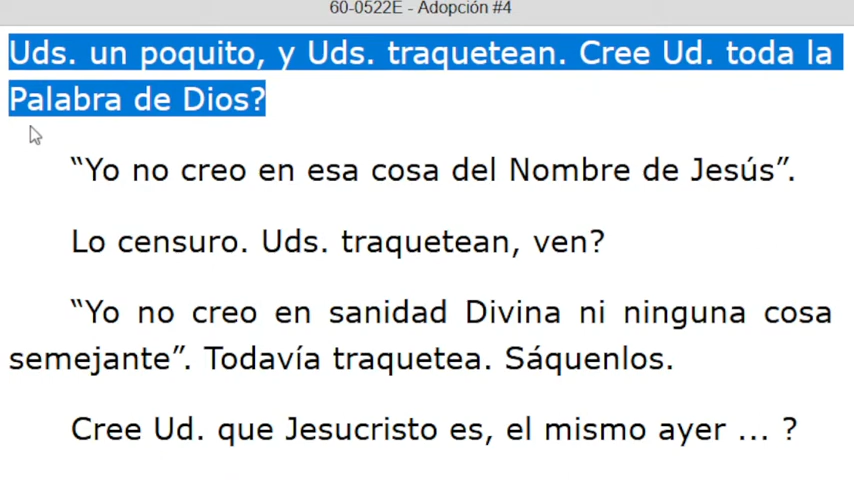 60-0522E - Adopción #4
Uds. un poquito, y Uds. traquetean. Cree Ud. toda la
Palabra de Dios?
“Yo no creo en esa cosa del Nombre de Jesús”.
Lo censuro. Uds. traquetean, ven?
“Yo no creo en sanidad Divina ni ninguna cosa
semejante”. Todavía traquetea. Sáquenlos.
Cree Ud. que Jesucristo es, el mismo ayer ... ?